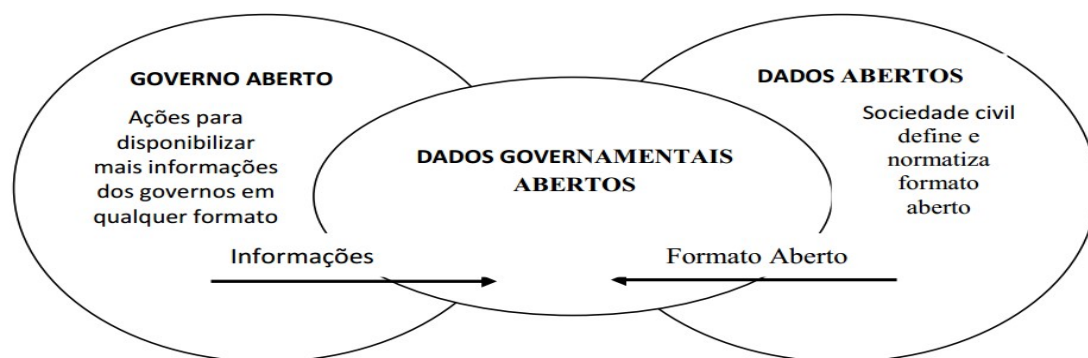 GOVERNO ABERTO
Ações para
disponibilizar
mais informações
dos governos em
qualquer formato
Informações
DADOS GOVERNAMENTAIS
ABERTOS
DADOS ABERTOS
Sociedade civil
define e
normatiza
formato
aberto
Formato Aberto